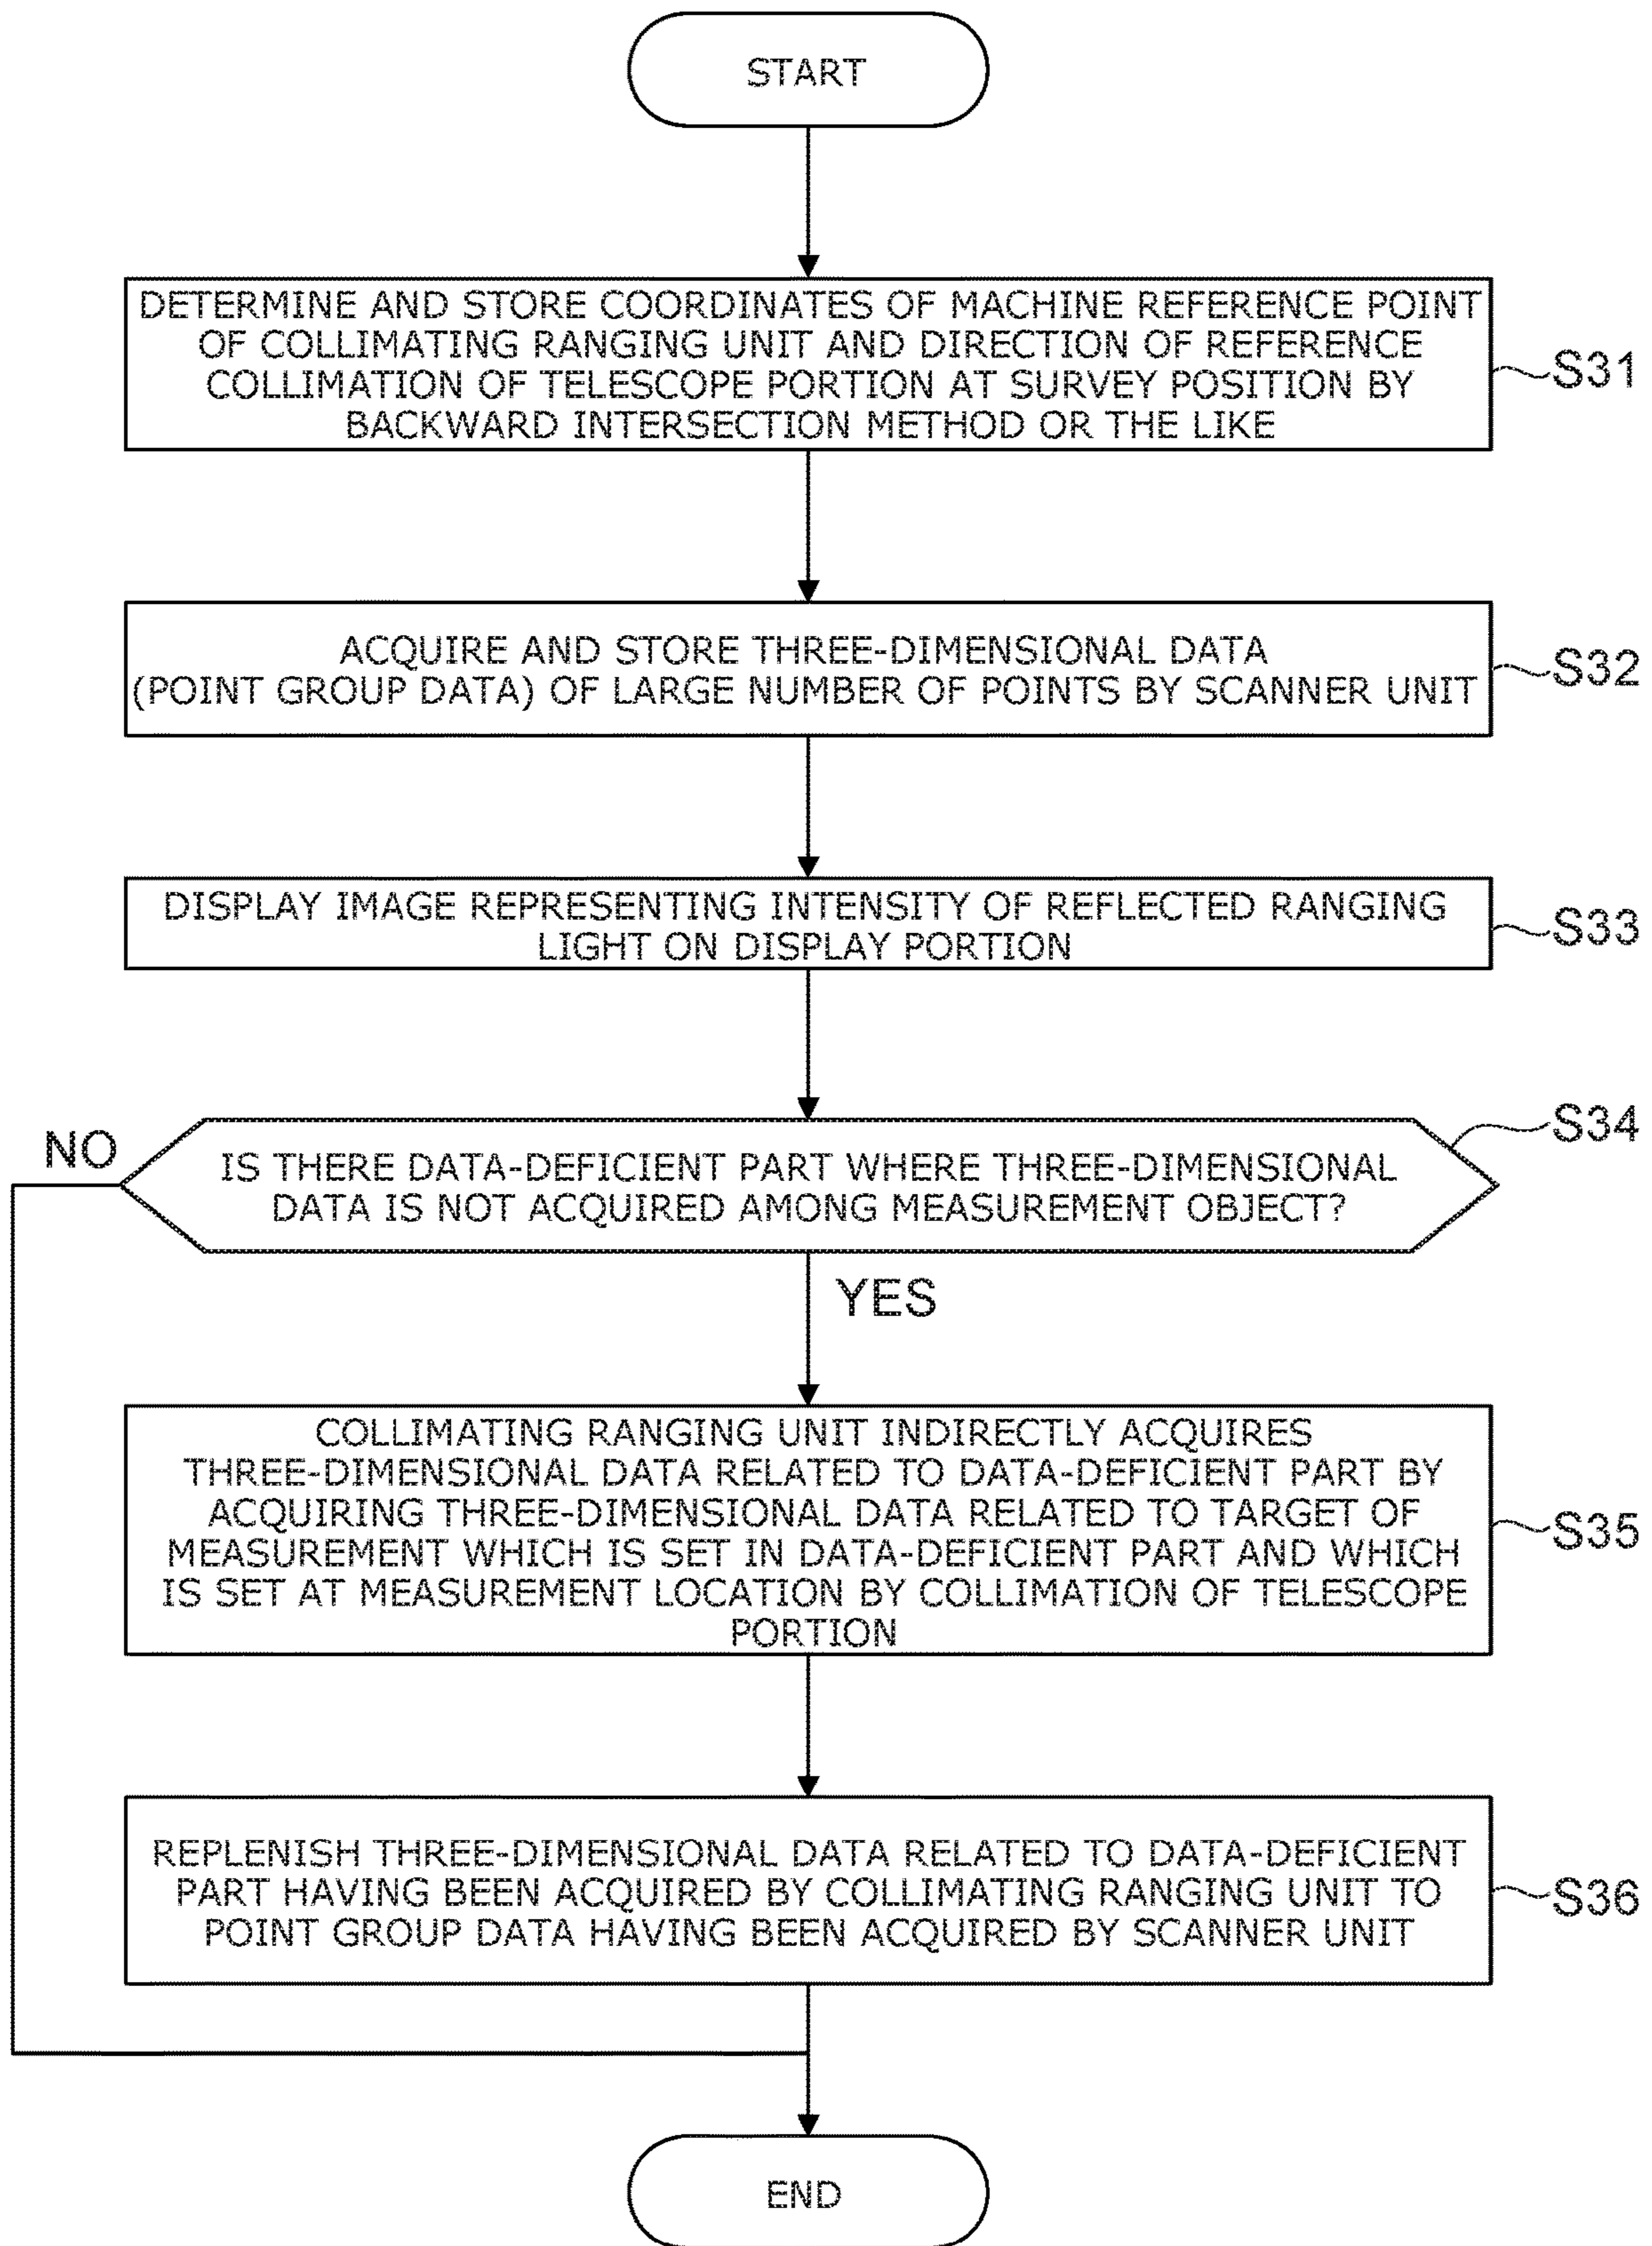 START
DETERMINE AND STORE COORDINATES OF MACHINE REFERENCE POINT
OF COLLIMATING RANGING UNIT AND DIRECTION OF REFERENCE
COLLIMATION OF TELESCOPE PORTION AT SURVEY POSITION BY
BACKWARD INTERSECTION METHOD OR THE LIKE
S31
ACQUIRE AND STORE THREE-DIMENSIONAL DATA
(POINT GROUP DATA) OF LARGE NUMBER OF POINTS BY SCANNER UNIT
S32
DISPLAY IMAGE REPRESENTING INTENSITY OF REFLECTED RANGING
LIGHT ON DISPLAY PORTION
S33
NO
IS THERE DATA-DEFICIENT PART WHERE THREE-DIMENSIONAL
DATA IS NOT ACQUIRED AMONG MEASUREMENT OBJECT?
S34
YES
COLLIMATING RANGING UNIT INDIRECTLY ACQUIRES
THREE-DIMENSIONAL DATA RELATED TO DATA-DEFICIENT PART BY
ACQUIRING THREE-DIMENSIONAL DATA RELATED TO TARGET OF
MEASUREMENT WHICH IS SET IN DATA-DEFICIENT PART AND WHICH
IS SET AT MEASUREMENT LOCATION BY COLLIMATION OF TELESCOPE
PORTION
S35
REPLENISH THREE-DIMENSIONAL DATA RELATED TO DATA-DEFICIENT
PART HAVING BEEN ACQUIRED BY COLLIMATING RANGING UNIT TO
POINT GROUP DATA HAVING BEEN ACQUIRED BY SCANNER UNIT
S36
END